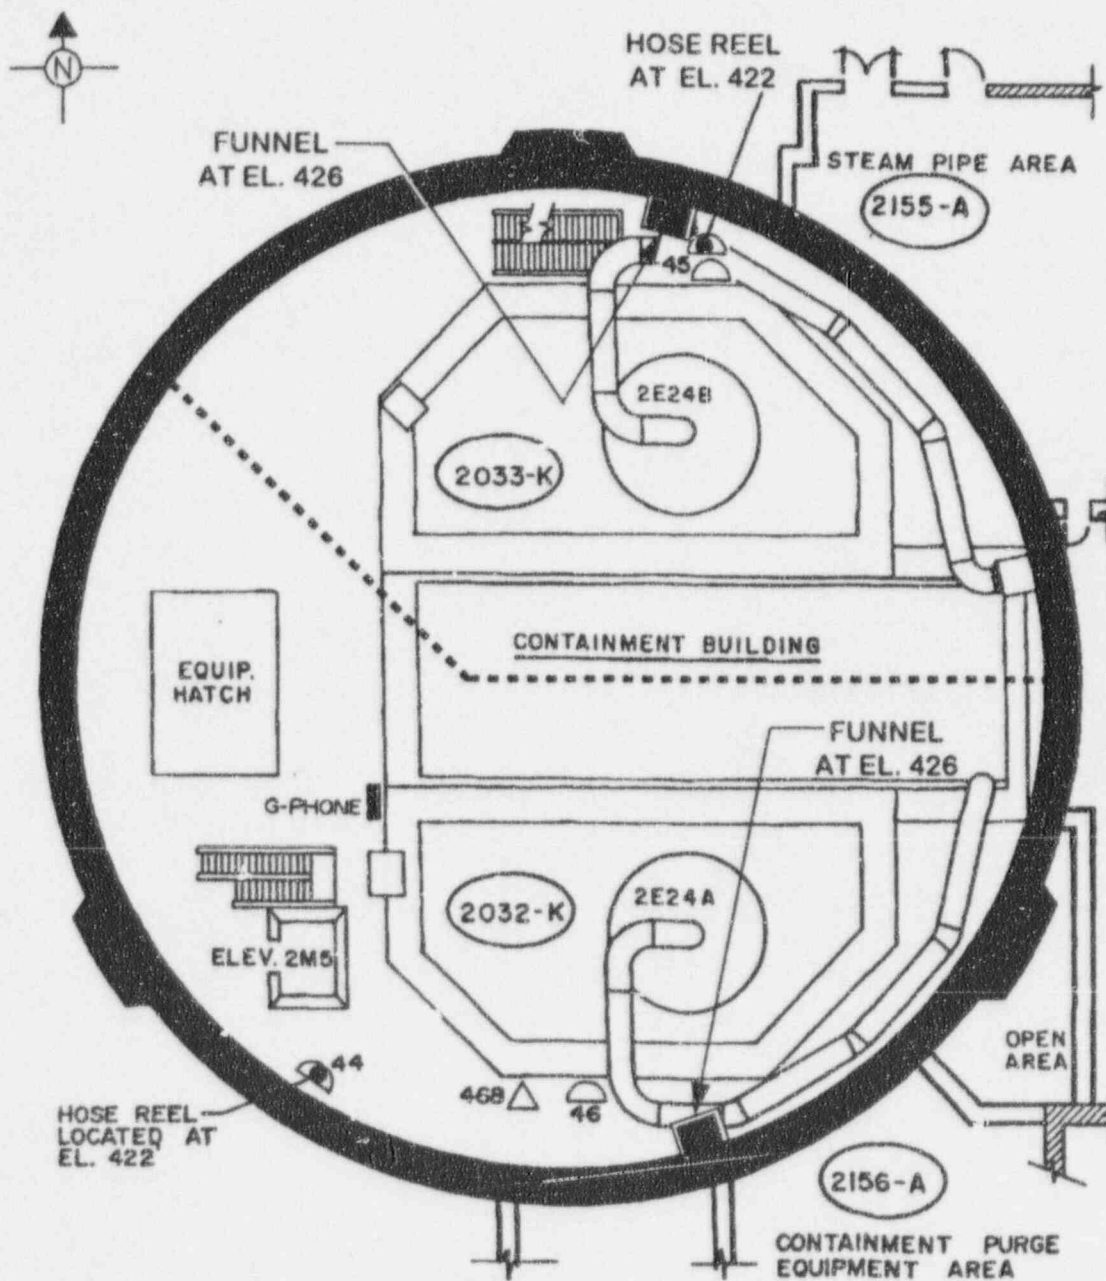 N
HOSE REEL
AT EL. 422
FUNNEL
AT EL. 426
STEAM PIPE AREA
2155-A
45
2E24B
2033-K
CONTAINMENT BUILDING
EQUIP.
HATCH
FUNNEL
AT EL. 426
G-PHONE
2E24A
2032-K
ELEV. 2M5
OPEN
AREA
44
468
46
HOSE REEL
LOCATED AT
EL. 422
2156-A
CONTAINMENT PURGE
EQUIPMENT AREA